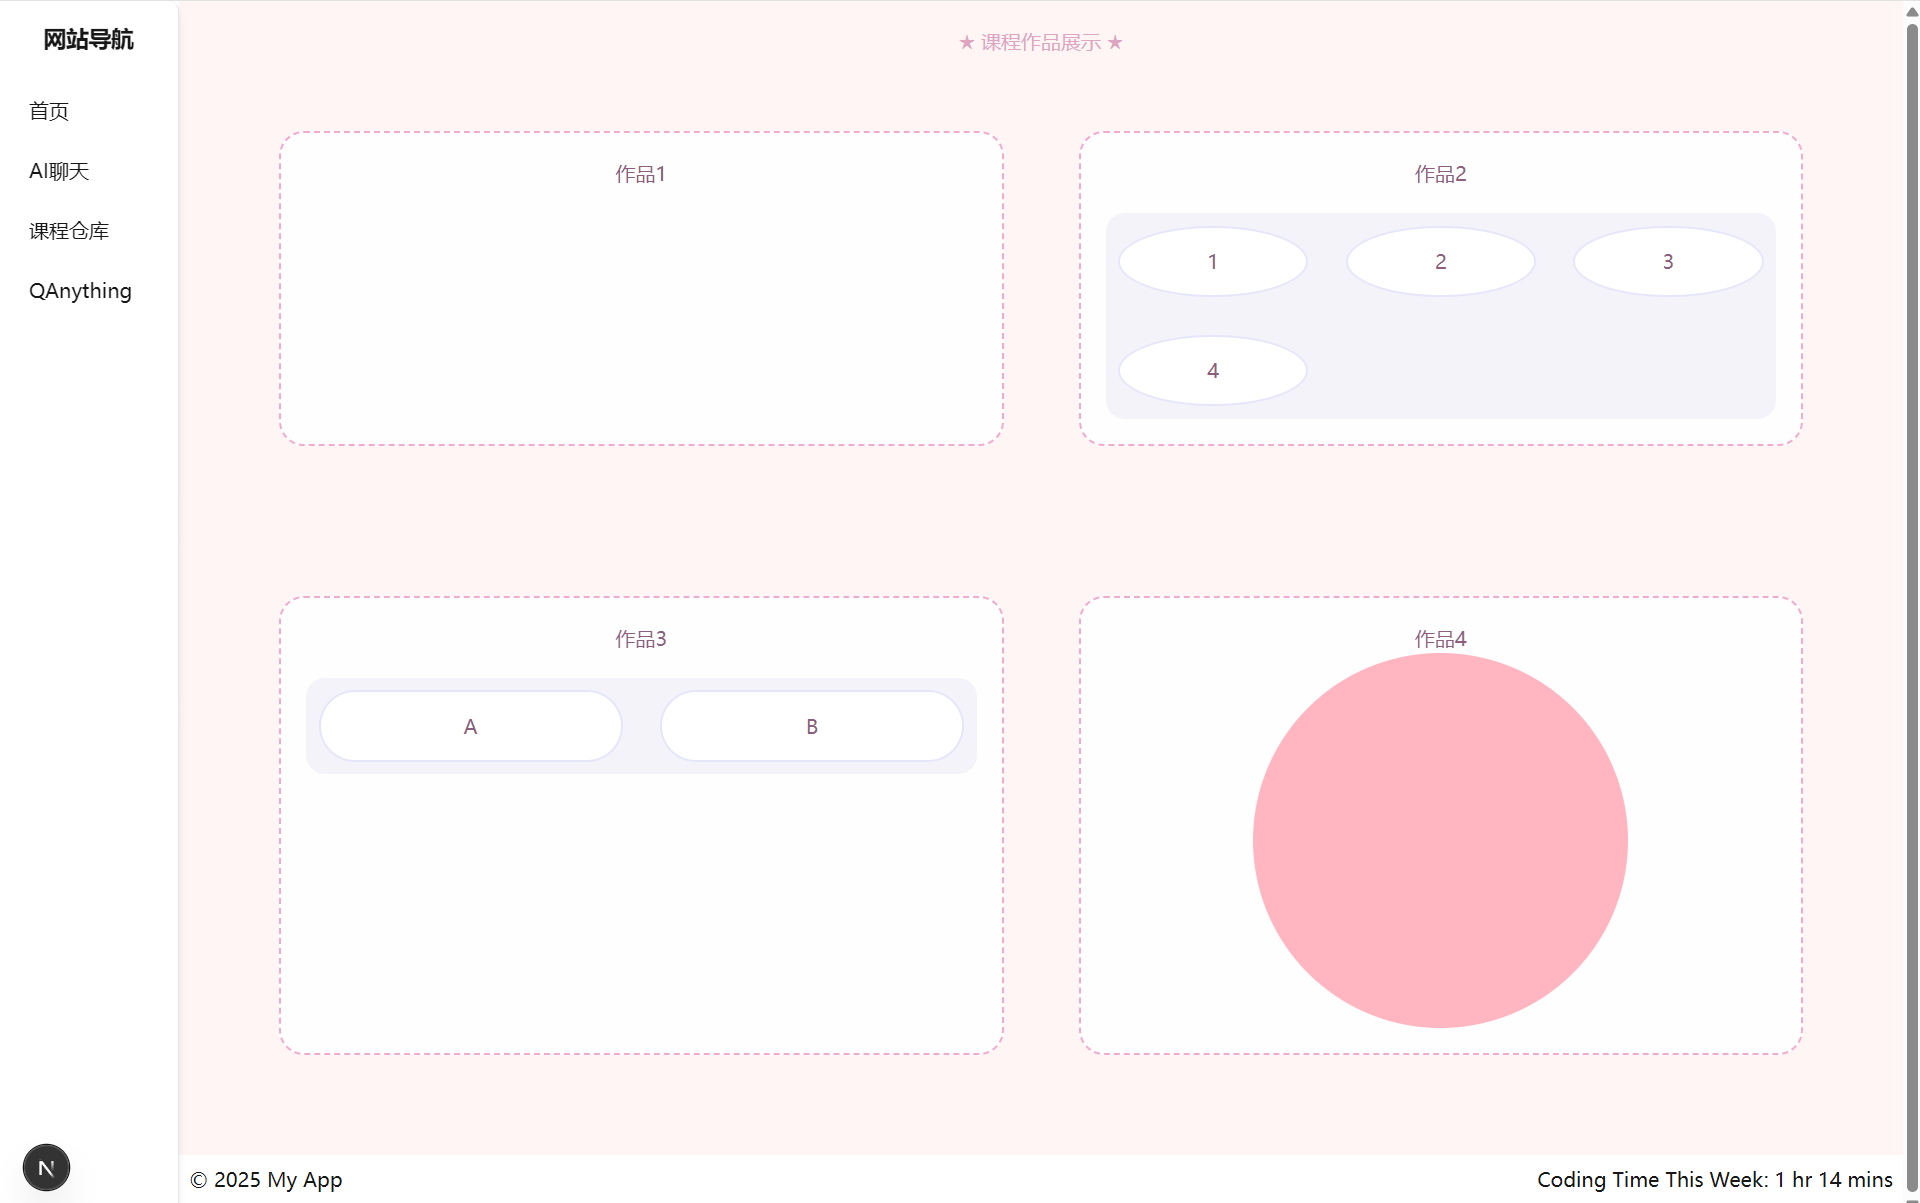 网站导航
首页
AI聊天
课程仓库
QAnything
★ 课程作品展示 ★
作品1
作品2
1
2
3
4
作品3
A
B
作品4
N
© 2025 My App
Coding Time This Week: 1 hr 14 mins